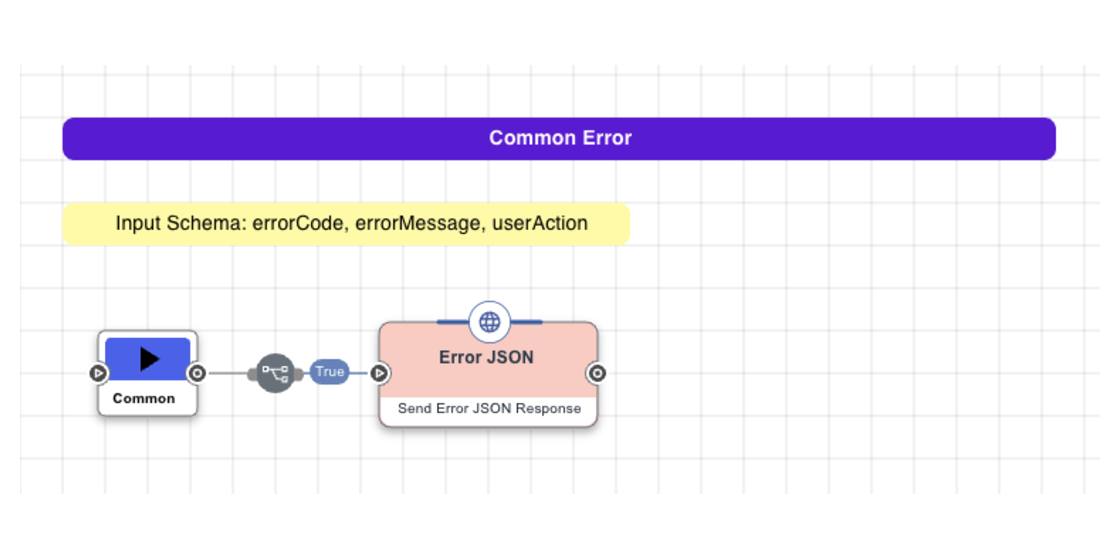 Common Error
Input Schema: errorCode, errorMessage, userAction
Common
True
Error JSON
Send Error JSON Response